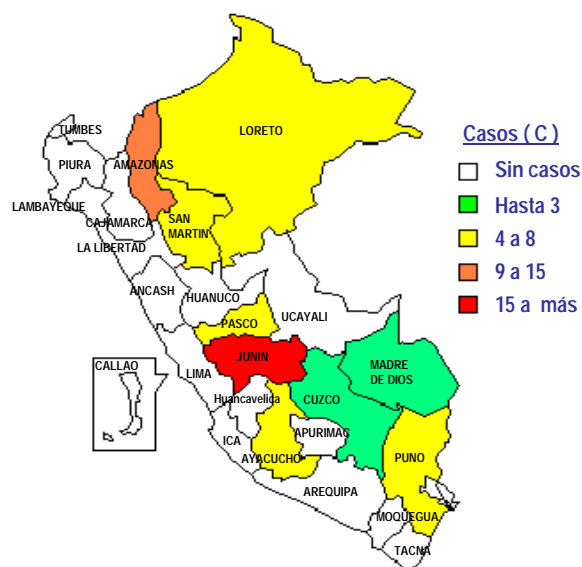 LORETO
TUMBES
PIURA
AMAZONAS
LAMBAYEQUE
CAJAMARCA
SAN
MARTIN
LA LIBERTAD
ANCASH
HUANUCO
UCAYALI
PASCO
CALLAO
LIMA
JUNIN
MADRE
DE DIOS
Huancavelica
CUZCO
ICA
APURIMAC
AYACUCHO
PUNO
AREQUIPA
MOQUEGUA
TACNA
Casos ( C )
Sin casos
Hasta 3
4 a 8
9 a 15
15 a más